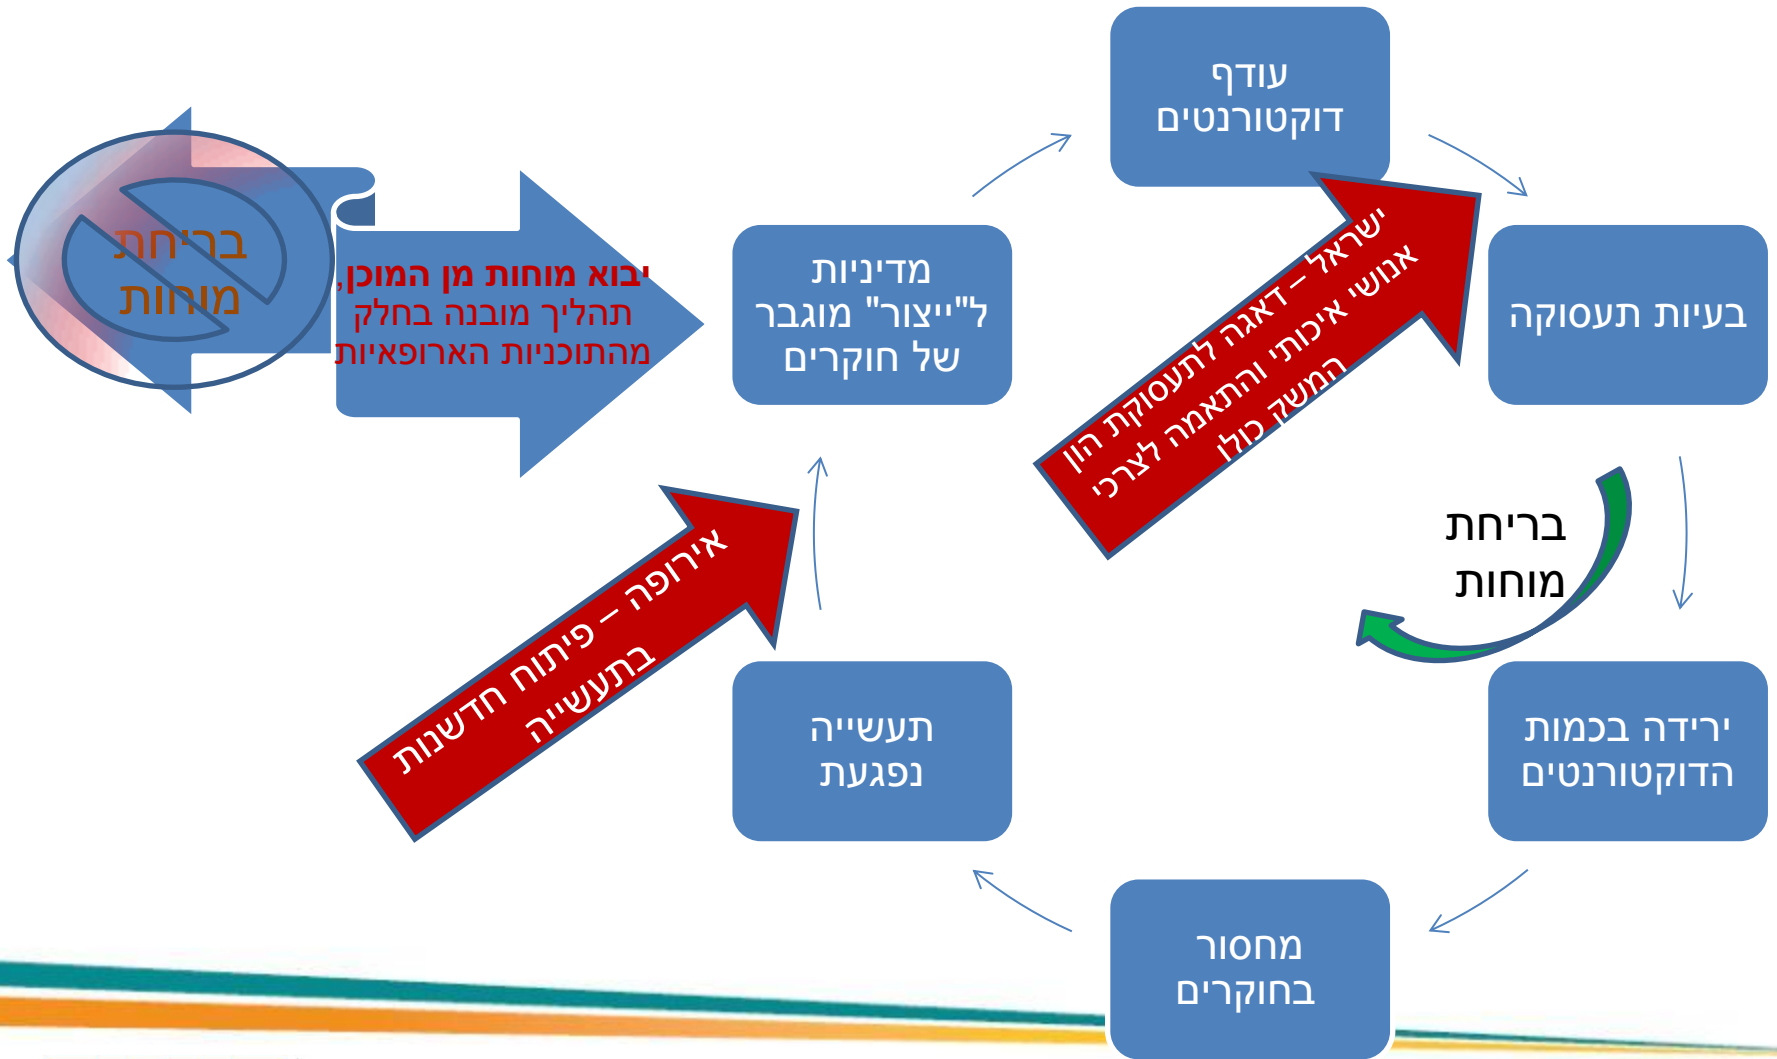 עודף
דוקטורנטים
בעיות תעסוקה
ירידה בכמות
הדוקטורנטים
מחסור
בחוקרים
תעשייה
נפגעת
מדיניות
ל"ייצור" מוגבר
של חוקרים
ישראל – דאגה לתעסוקת הון
אנושי איכותי והתאמה לצרכי
המשק כולו
בריחת
מוחות
אירופה – פיתוח חדשנות
בתעשייה
יבוא מוחות מן המוכן,
תהליך מובנה בחלק
מהתוכניות הארופאיות
בריחת
מוחות